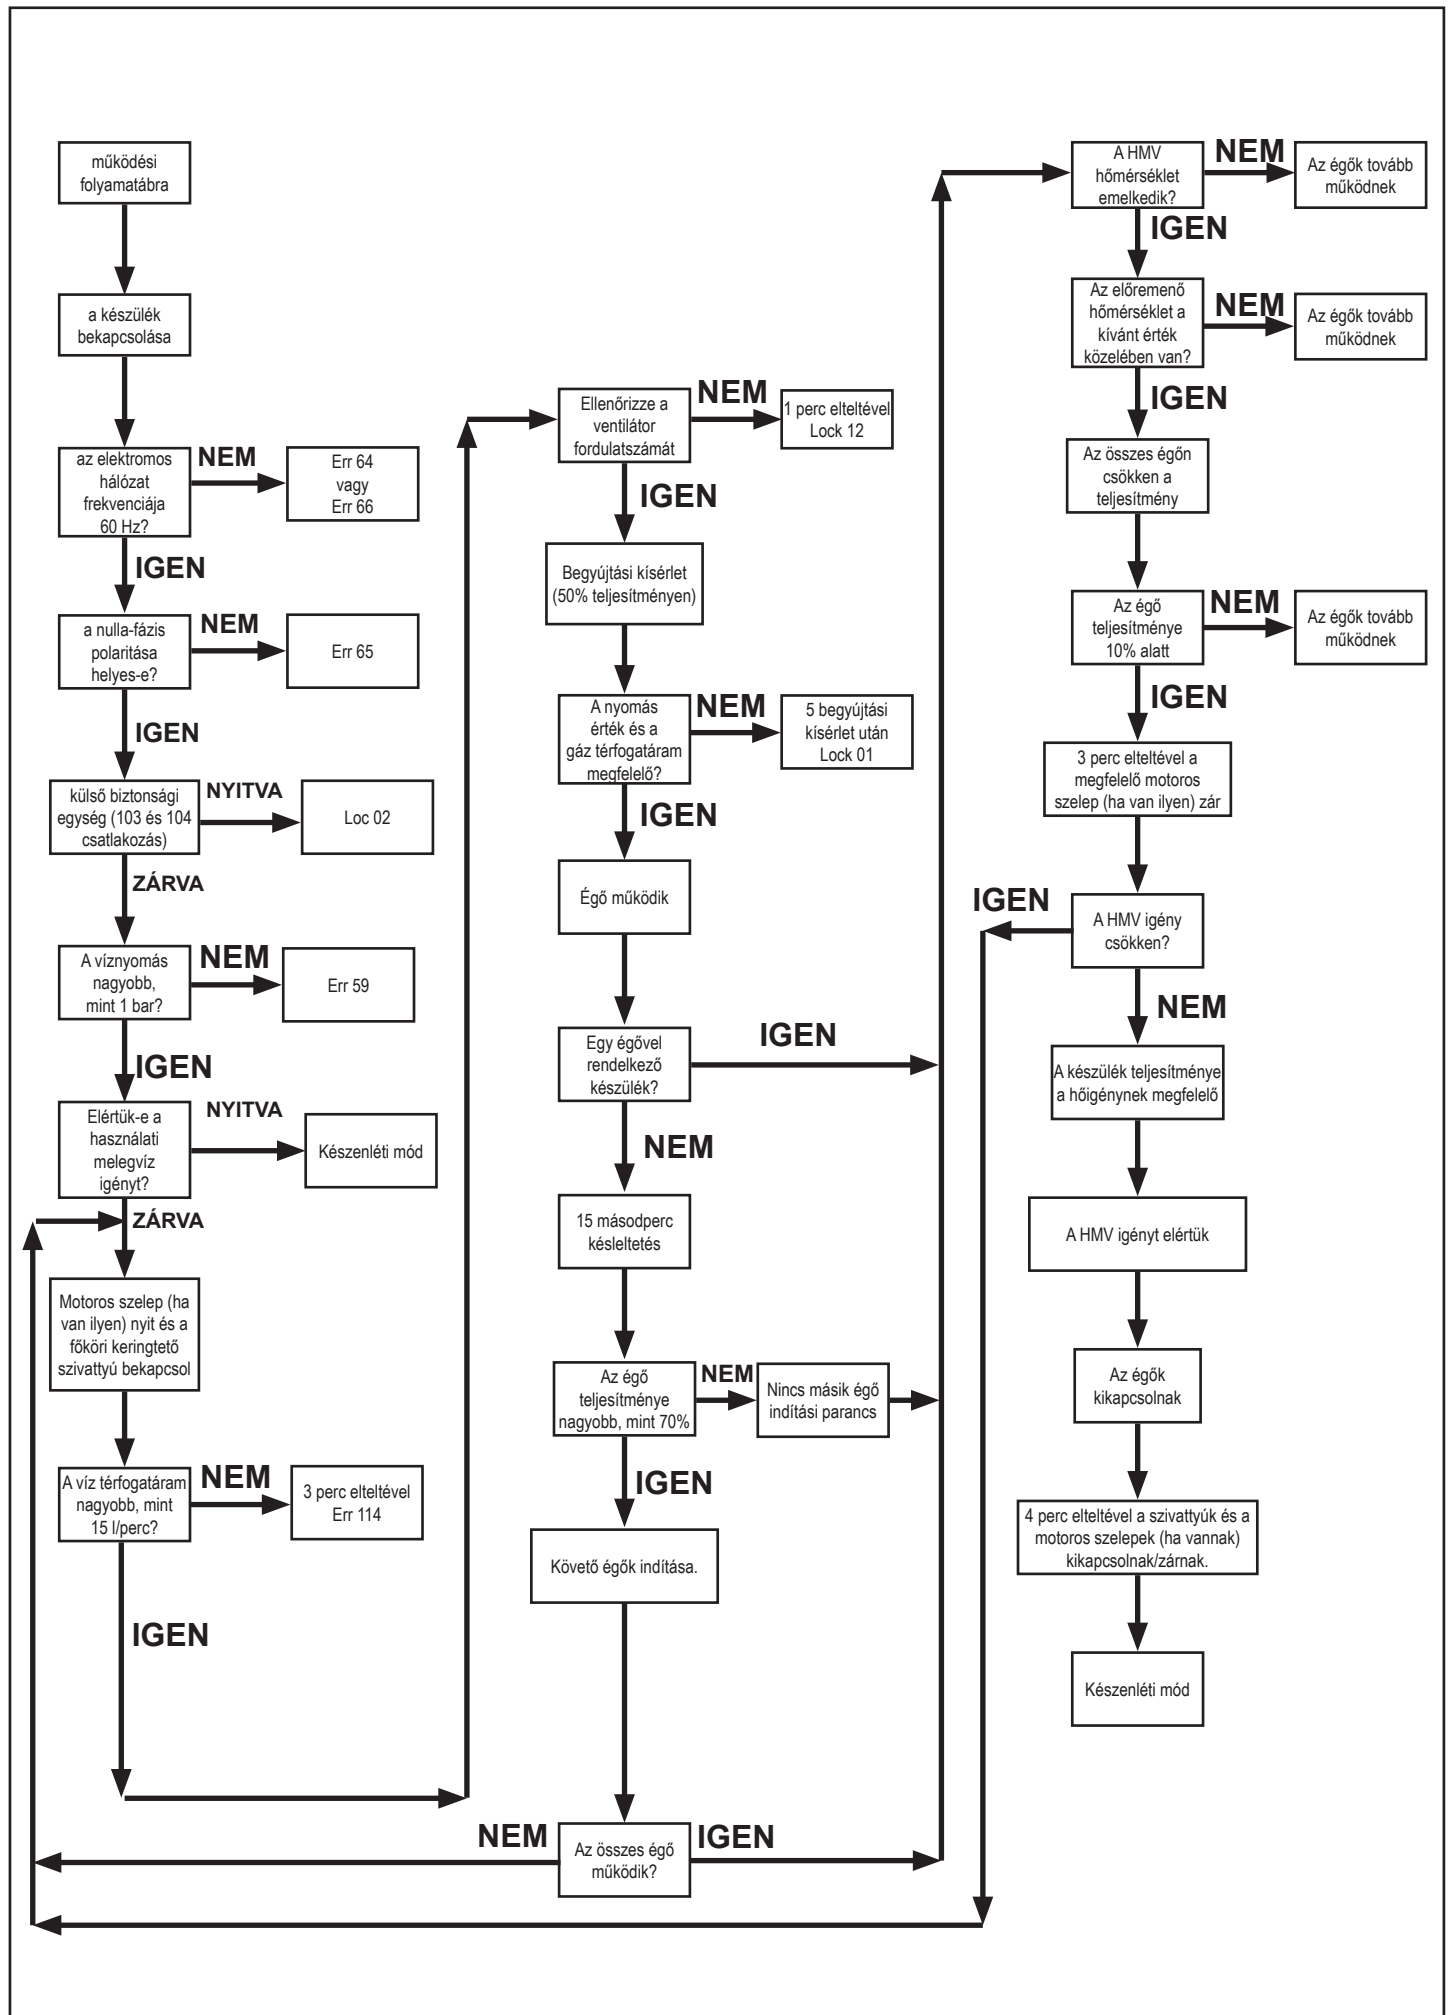 működési
folyamatábra
a készülék
bekapcsolása
az elektromos
hálózat
frekvenciája
60 Hz?
NEM
Err 64
vagy
Err 66
IGEN
a nulla-fázis
polaritása
helyes-e?
NEM
Err 65
IGEN
külső biztonsági
egység (103 és 104
csatlakozás)
NYITVA
Loc 02
ZÁRVA
A víznyomás
nagyobb,
mint 1 bar?
NEM
Err 59
IGEN
Elértük-e a
használati
melegvíz
igényt?
NYITVA
Készenléti mód
ZÁRVA
Motoros szelep (ha
van ilyen) nyit és a
főköri keringtető
szivattyú bekapcsol
A víz térfogatáram
nagyobb, mint
15 l/perc?
NEM
3 perc elteltével
Err 114
IGEN
Ellenőrizze a
ventilátor
fordulatszámát
NEM
1 perc elteltével
Lock 12
IGEN
Begyújtási kísérlet
(50% teljesítményen)
A nyomás
érték és a
gáz térfogatáram
megfelelő?
NEM
5 begyújtási
kísérlet után
Lock 01
IGEN
Égő működik
Egy égővel
rendelkező
készülék?
IGEN
NEM
15 másodperc
késleltetés
Az égő
teljesítménye
nagyobb, mint 70%
NEM
Nincs másik égő
indítási parancs
IGEN
Követő égők indítása.
Az összes égő
működik?
NEM
IGEN
A HMV
hőmérséklet
emelkedik?
NEM
Az égők tovább
működnek
IGEN
Az előremenő
hőmérséklet a
kívánt érték
közelében van?
NEM
Az égők tovább
működnek
IGEN
Az összes égőn
csökken a
teljesítmény
Az égő
teljesítménye
10% alatt
NEM
Az égők tovább
működnek
IGEN
3 perc elteltével a
megfelelő motoros
szelep (ha van ilyen) zár
A HMV igény
csökken?
IGEN
NEM
A készülék teljesítménye
a hőigénynek megfelelő
A HMV igényt elértük
Az égők
kikapcsolnak
4 perc elteltével a szivattyúk és a
motoros szelepek (ha vannak)
kikapcsolnak/zárnak.
Készenléti mód